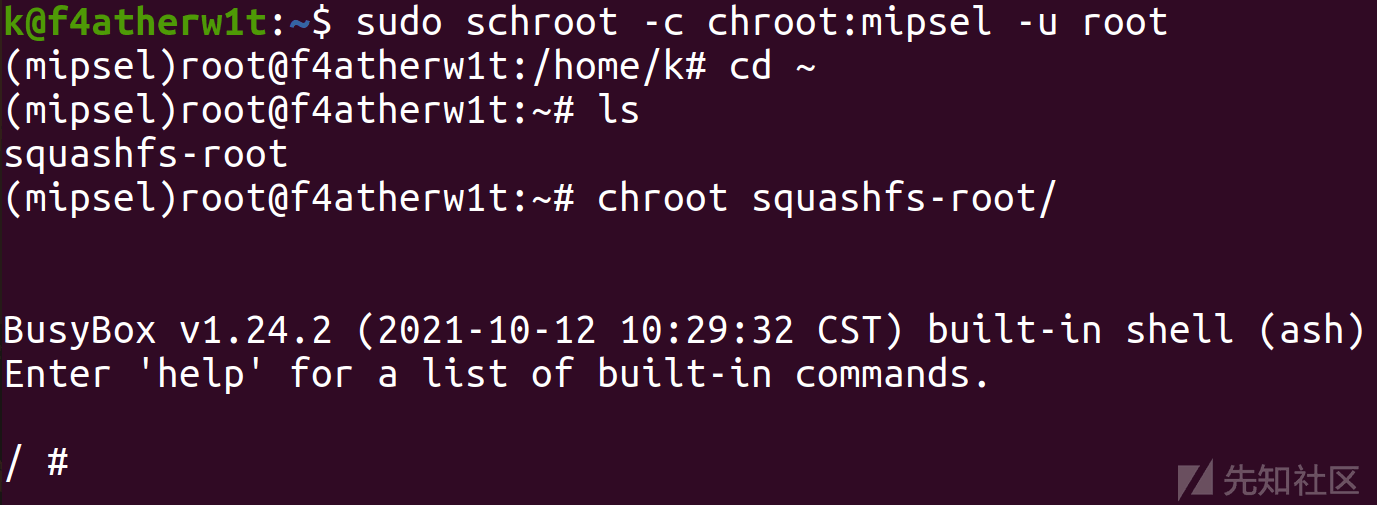 k@f4atherw1t:~$ sudo schroot -c chroot:mipsel -u root
(mipsel)root@f4atherw1t:/home/k# cd ~
(mipsel)root@f4atherw1t:~# ls
squashfs-root
(mipsel)root@f4atherw1t:~# chroot squashfs-root/
BusyBox v1.24.2 (2021-10-12 10:29:32 CST) built-in shell (ash)
Enter 'help' for a list of built-in commands.
/ #
先知社区